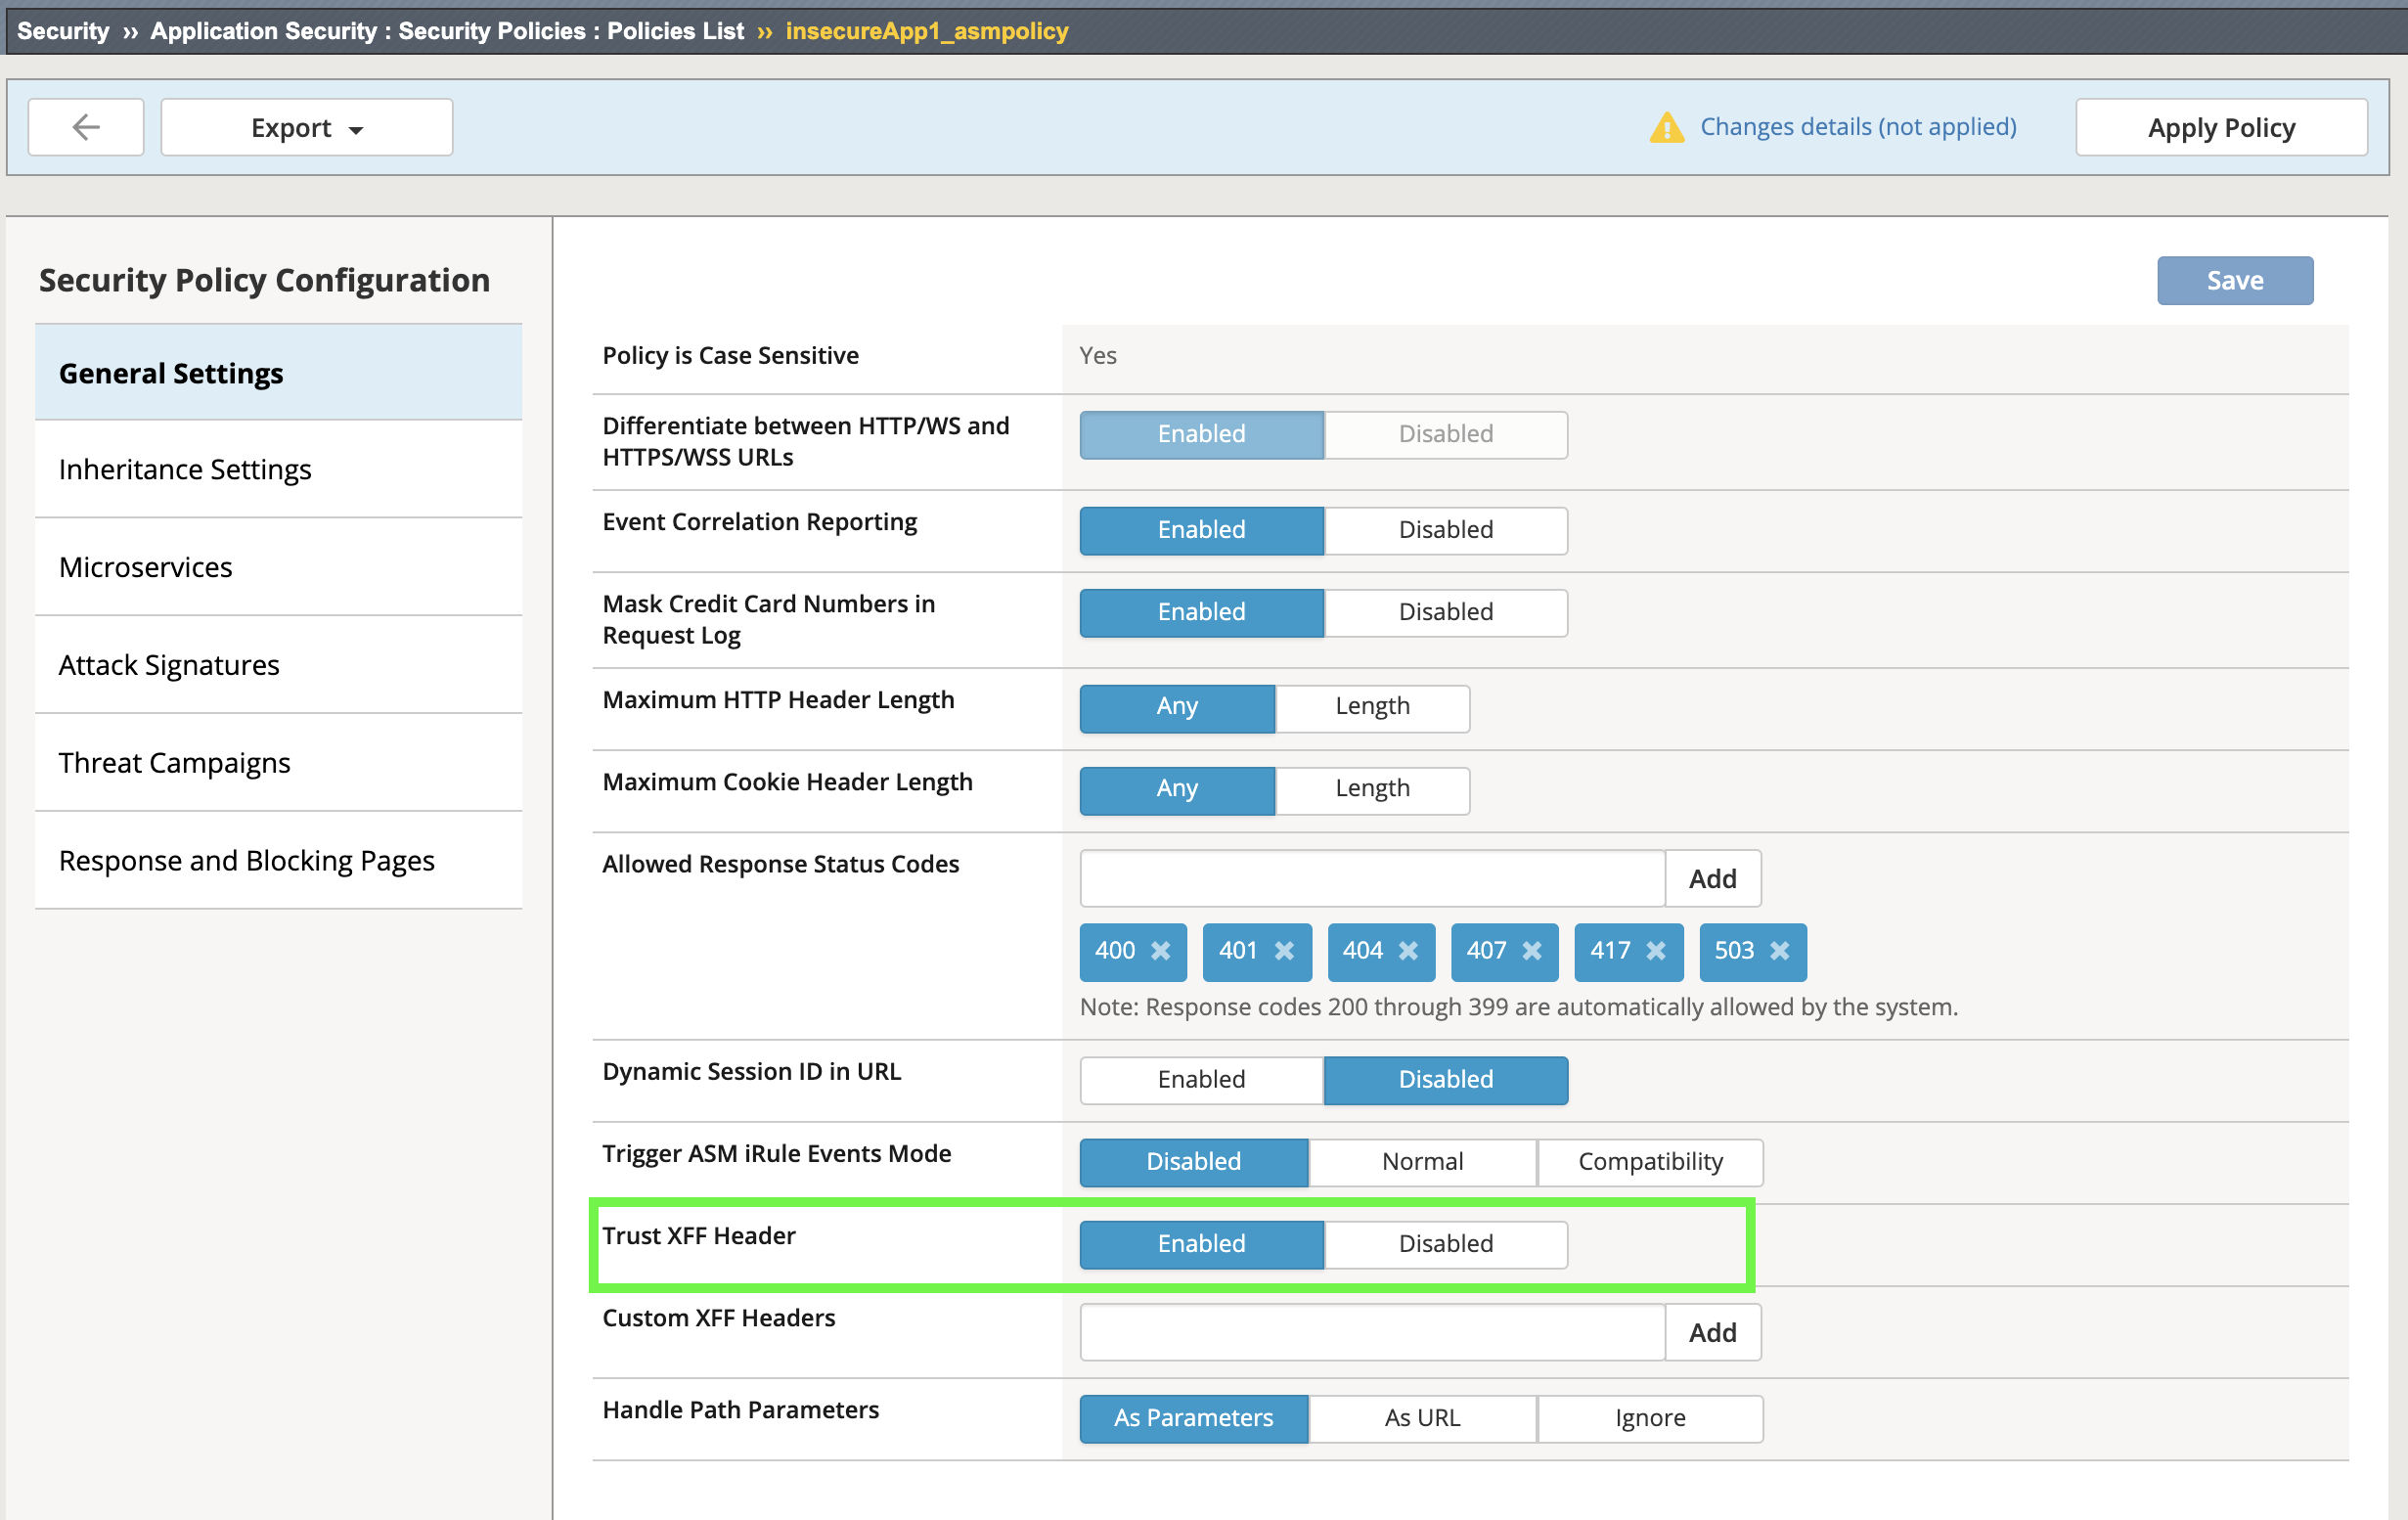 Security ›› Application Security : Security Policies : Policies List ›› insecureApp1_asmpolicy
Export
Changes details (not applied)
Apply Policy
Security Policy Configuration
General Settings
Inheritance Settings
Microservices
Attack Signatures
Threat Campaigns
Response and Blocking Pages
Save
Policy is Case Sensitive
Yes
Differentiate between HTTP/WS and
HTTPS/WSS URLs
Enabled Disabled
Event Correlation Reporting
Enabled Disabled
Mask Credit Card Numbers in
Request Log
Enabled Disabled
Maximum HTTP Header Length
Any Length
Maximum Cookie Header Length
Any Length
Allowed Response Status Codes
Add
400 401 404 407 417 503
Note: Response codes 200 through 399 are automatically allowed by the system.
Dynamic Session ID in URL
Enabled Disabled
Trigger ASM iRule Events Mode
Disabled Normal Compatibility
Trust XFF Header
Enabled Disabled
Custom XFF Headers
Add
Handle Path Parameters
As Parameters As URL Ignore